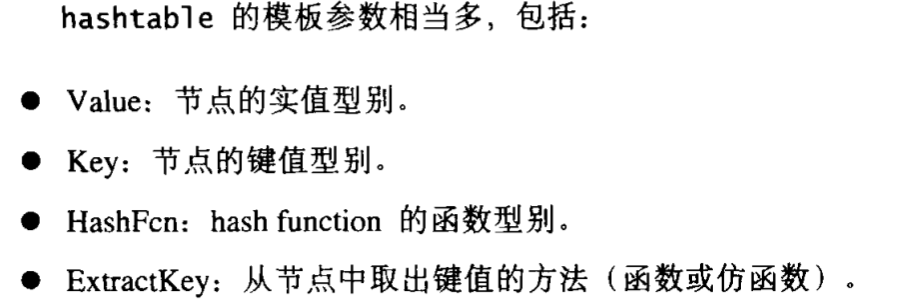 hashtable 的模板参数相当多，包括：
● Value：节点的实值型别。
● Key：节点的键值型别。
● HashFcn：hash function 的函数型别。
● ExtractKey：从节点中取出键值的方法（函数或仿函数）。